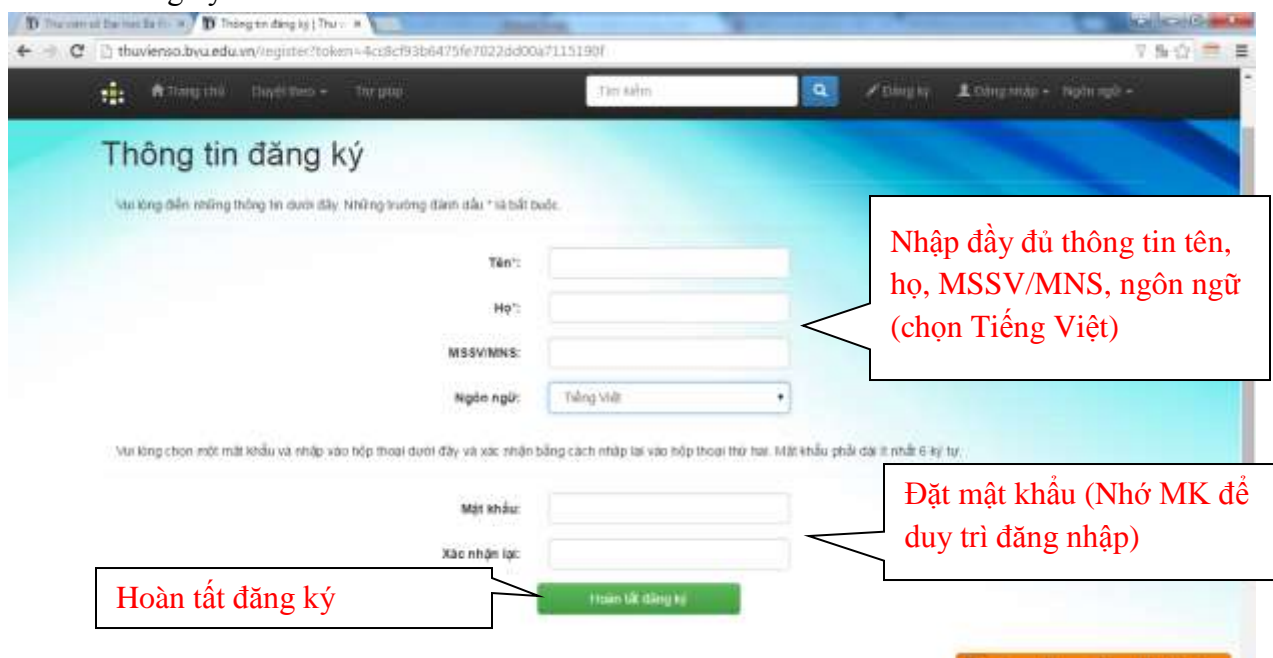 Thông tin đăng ký | Thư
thuvienso.bvu.edu.vn/register?token=
Trang chủ Duyệt theo Trợ giúp Tìm kiếm Đăng ký Đăng nhập Ngôn ngữ
Thông tin đăng ký
Vui lòng điền những thông tin dưới đây. Những trường đánh dấu * là bắt buộc.
Nhập đầy đủ thông tin tên,
họ, MSSV/MNS, ngôn ngữ
(chọn Tiếng Việt)
Tên*:
Họ*:
MSSV/MNS:
Ngôn ngữ: Tiếng Việt
Vui lòng chọn một mật khẩu và nhập vào hộp thoại dưới đây và xác nhận bằng cách nhập lại vào hộp thoại thứ hai. Mật khẩu phải dài ít nhất 6 ký tự.
Đặt mật khẩu (Nhớ MK để
duy trì đăng nhập)
Mật khẩu:
Xác nhận lại:
Hoàn tất đăng ký
Hoàn tất đăng ký